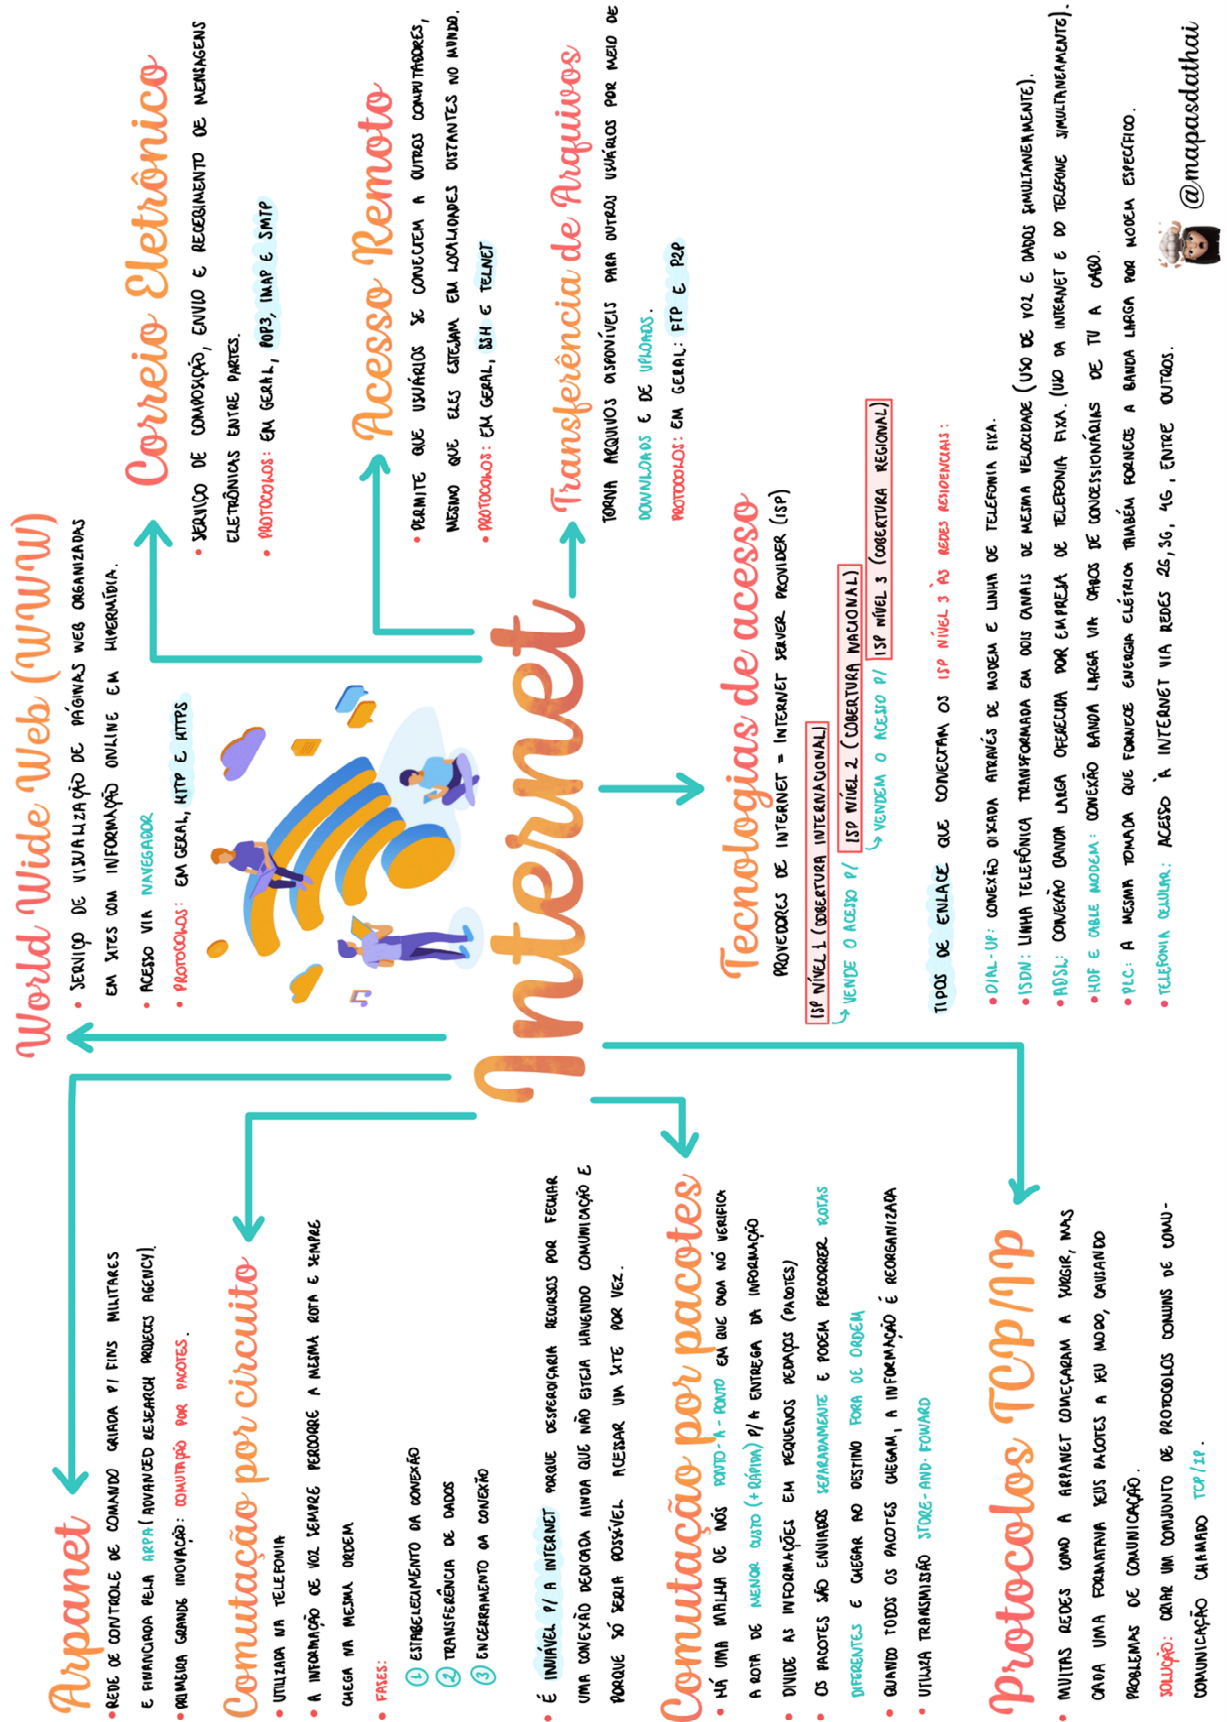 Arpanet
• REDE DE CONTROLE DE COMANDO CRIADA P/ FINS MILITARES
E FINANCIADA PELA ARPA (ADVANCED RESEARCH PROJECTS AGENCY).
• PRIMEIRA GRANDE INOVAÇÃO: COMUTAÇÃO POR PACOTES.
Comutação por circuito
• UTILIZADA NA TELEFONIA
• A INFORMAÇÃO DE VOZ SEMPRE PERCORRE A MESMA ROTA E SEMPRE
CHEGA NA MESMA ORDEM
• FASES:
1 ESTABELECIMENTO DA CONEXÃO
2 TRANSFERÊNCIA DE DADOS
3 ENCERRAMENTO DA CONEXÃO
• É INVIÁVEL P/ A INTERNET PORQUE DESPERDIÇARIA RECURSOS POR FECHAR
UMA CONEXÃO DEDICADA AINDA QUE NÃO ESTEJA HAVENDO COMUNICAÇÃO E
PORQUE SÓ SERIA POSSÍVEL ACESSAR UM SITE POR VEZ.
Comutação por pacotes
• HÁ UMA MALHA DE NÓS PONTO-A-PONTO EM QUE CADA NÓ VERIFICA
A ROTA DE MENOR CUSTO (+ RÁPIDA) P/ A ENTREGA DA INFORMAÇÃO
• DIVIDE AS INFORMAÇÕES EM PEQUENOS PEDAÇOS (PACOTES)
• OS PACOTES SÃO ENVIADOS SEPARADAMENTE E PODEM PERCORRER ROTAS
DIFERENTES E CHEGAR AO DESTINO FORA DE ORDEM
• QUANDO TODOS OS PACOTES CHEGAM, A INFORMAÇÃO É REORGANIZADA
• UTILIZA TRANSMISSÃO STORE-AND-FOWARD
Protocolos TCP/IP
• MUITAS REDES COMO A ARPANET COMEÇARAM A SURGIR, MAS
CADA UMA FORMATAVA SEUS PACOTES A SEU MODO, CAUSANDO
PROBLEMAS DE COMUNICAÇÃO.
SOLUÇÃO: CRIAR UM CONJUNTO DE PROTOCOLOS COMUNS DE COMU-
COMUNICAÇÃO CHAMADO TCP/IP.
World Wide Web (WWW)
• SERVIÇO DE VISUALIZAÇÃO DE PÁGINAS WEB ORGANIZADAS
EM SITES COM INFORMAÇÃO ONLINE EM HIPERMÍDIA.
• ACESSO VIA NAVEGADOR
• PROTOCOLOS: EM GERAL, HTTP E HTTPS
Internet
Tecnologias de acesso
PROVEDORES DE INTERNET = INTERNET SERVER PROVIDER (ISP)
ISP NÍVEL 1 (COBERTURA INTERNACIONAL)
VENDE O ACESSO P/ ISP NÍVEL 2 (COBERTURA NACIONAL)
VENDEM O ACESSO P/ ISP NÍVEL 3 (COBERTURA REGIONAL)
TIPOS DE ENLACE QUE CONECTAM OS ISP NÍVEL 3 ÀS REDES RESIDENCIAIS:
• DIAL-UP: CONEXÃO DISCADA ATRAVÉS DE MODEM E LINHA DE TELEFONIA FIXA.
• ISDN: LINHA TELEFÔNICA TRANSFORMADA EM DOIS CANAIS DE MESMA VELOCIDADE (USO DE VOZ E DADOS SIMULTANEAMENTE).
• ADSL: CONEXÃO BANDA LARGA OFERECIDA POR EMPRESA DE TELEFONIA FIXA. (USO DA INTERNET E DO TELEFONE SIMULTANEAMENTE).
• HDF E CABLE MODEM: CONEXÃO BANDA LARGA VIA CABOS DE CONCESSIONÁRIAS DE TV A CABO.
• PLC: A MESMA TOMADA QUE FORNECE ENERGIA ELÉTRICA TAMBÉM FORNECE A BANDA LARGA POR MODEM ESPECÍFICO.
• TELEFONIA CELULAR: ACESSO À INTERNET VIA REDES 2G, 3G, 4G, ENTRE OUTROS.
Correio Eletrônico
• SERVIÇO DE COMPOSIÇÃO, ENVIO E RECEBIMENTO DE MENSAGENS
ELETRÔNICAS ENTRE PARTES.
• PROTOCOLOS: EM GERAL, POP3, IMAP E SMTP
Acesso Remoto
• PERMITE QUE USUÁRIOS SE CONECTEM A OUTROS COMPUTADORES,
MESMO QUE ELES ESTEJAM EM LOCALIDADES DISTANTES NO MUNDO.
• PROTOCOLOS: EM GERAL, SSH E TELNET
Transferência de Arquivos
TORNA ARQUIVOS DISPONÍVEIS PARA OUTROS USUÁRIOS POR MEIO DE
DOWNLOADS E DE UPLOADS.
PROTOCOLOS: EM GERAL: FTP E P2P
@mapasdathai